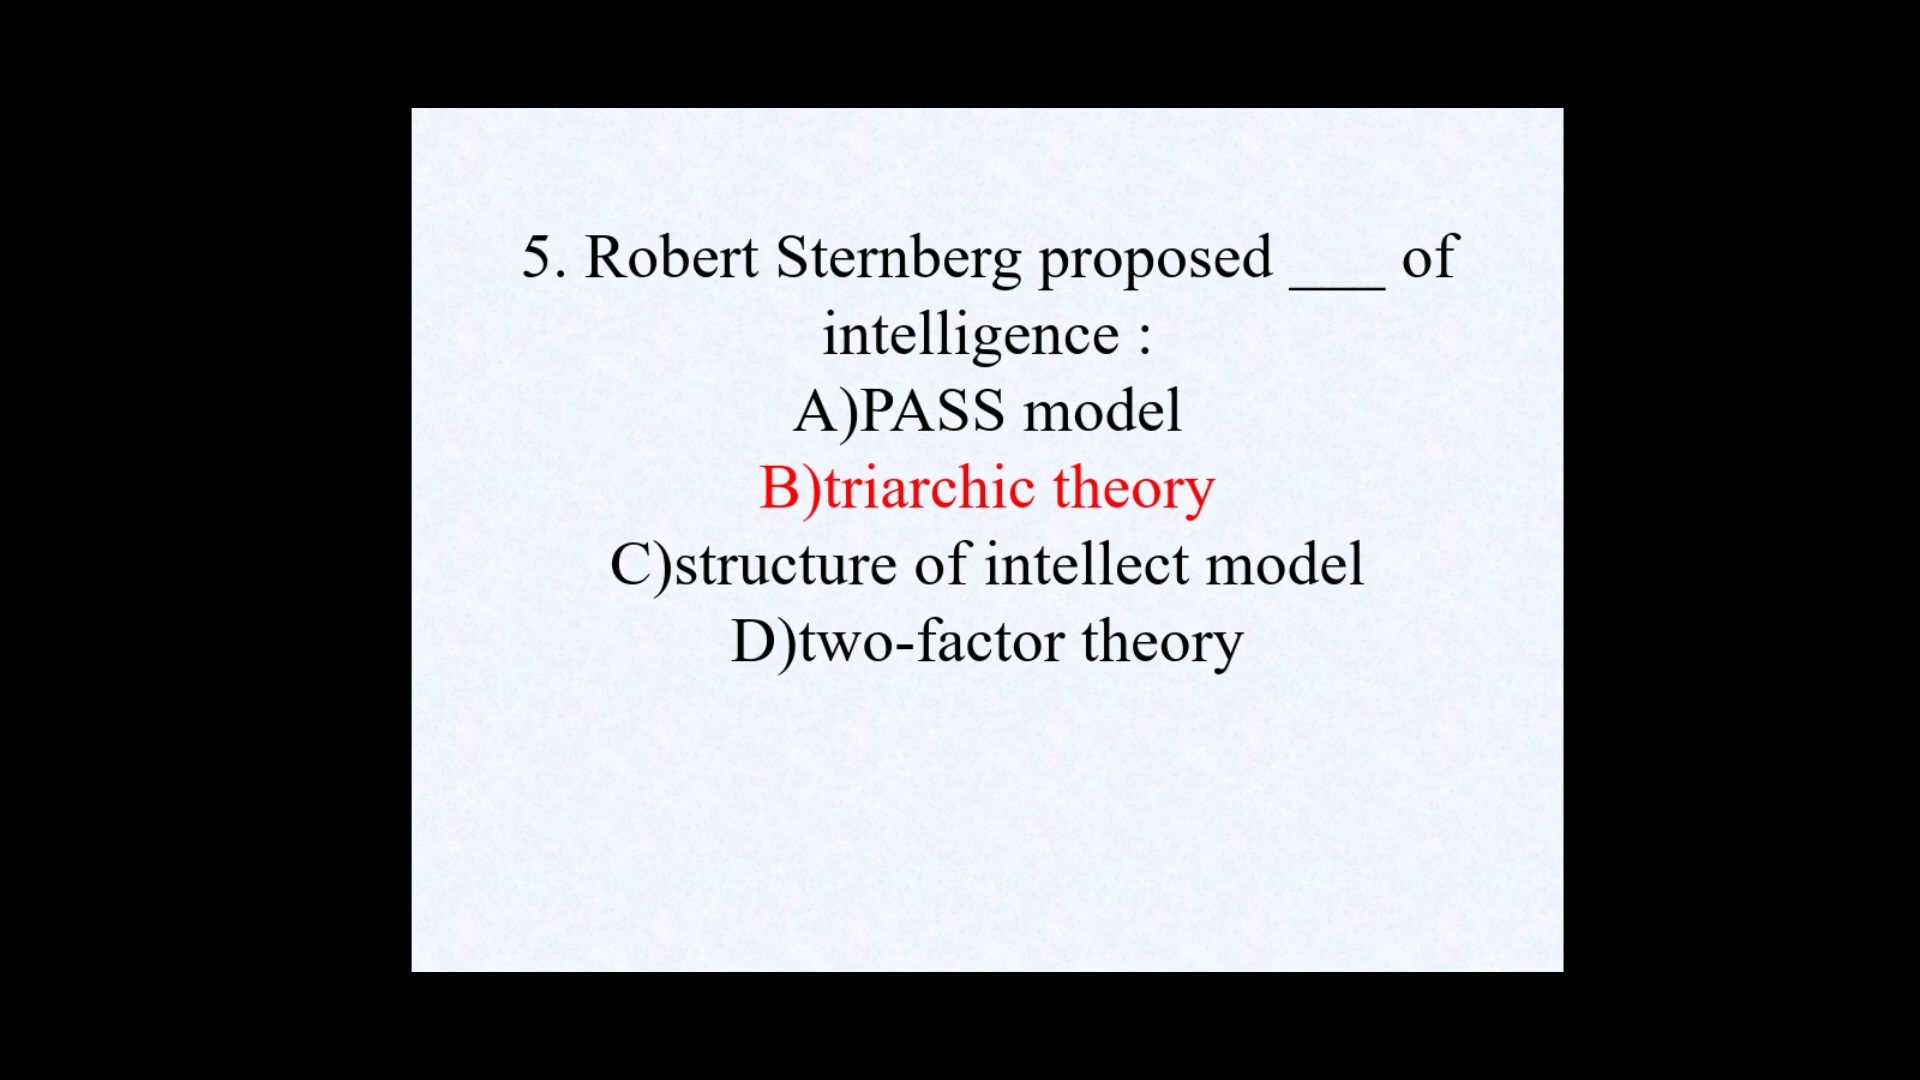 5. Robert Sternberg proposed ___ of
intelligence :
A)PASS model
B)triarchic theory
C)structure of intellect model
D)two-factor theory